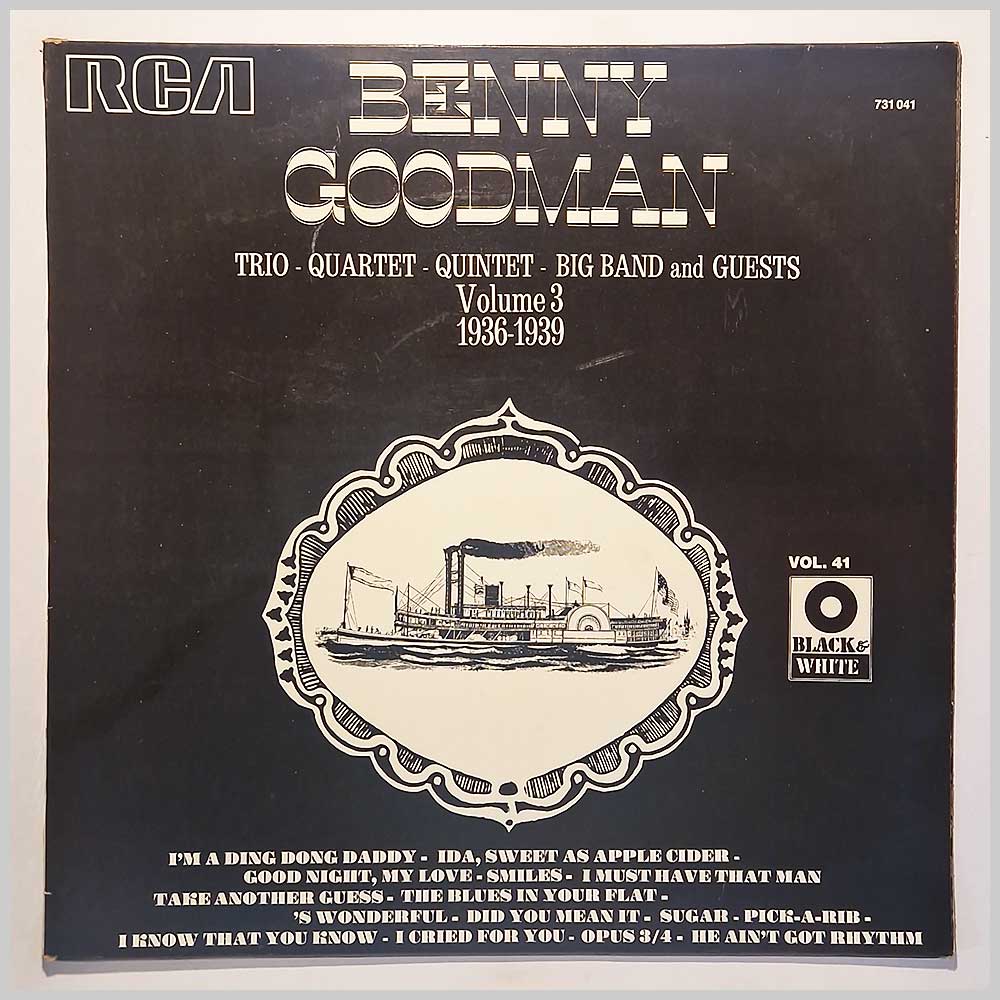 RCA
BENNY
731 041
GOODMAN
TRIO - QUARTET - QUINTET - BIG BAND and GUESTS
Volume 3
1936-1939
VOL. 41
BLACK &
WHITE
I'M A DING DONG DADDY - IDA, SWEET AS APPLE CIDER -
GOOD NIGHT, MY LOVE - SMILES - I MUST HAVE THAT MAN
TAKE ANOTHER GUESS - THE BLUES IN YOUR FLAT -
'S WONDERFUL - DID YOU MEAN IT - SUGAR - PICK-A-RIB -
I KNOW THAT YOU KNOW - I CRIED FOR YOU - OPUS 3/4 - HE AIN'T GOT RHYTHM